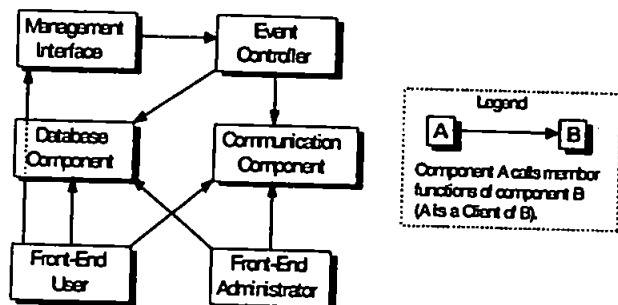 Management
Interface
Event
Controller
Database
Component
Communication
Component
Front-End
User
Front-End
Administrator
Legend
A
B
Component A calls member
functions of component B
(A is a Client of B).